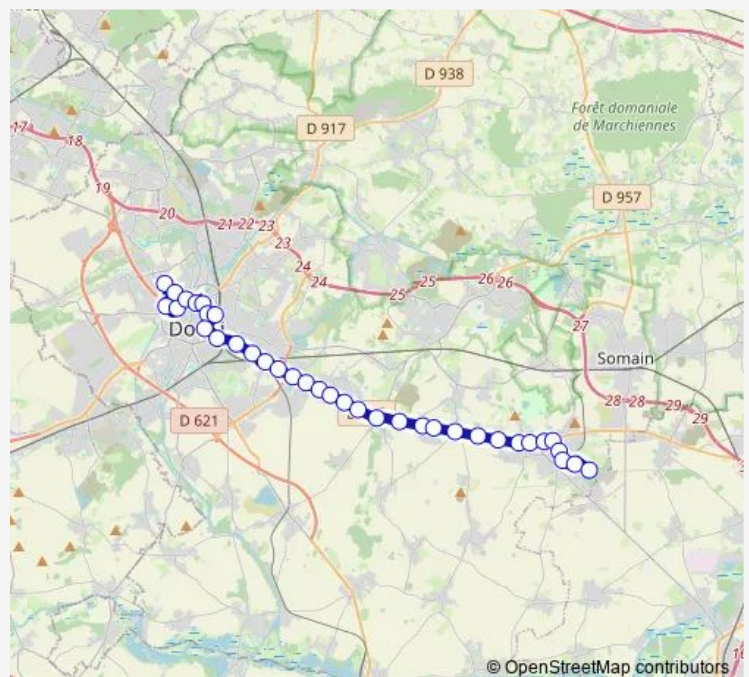 D 938
Forêt domaniale
de Marchiennes
D 917
17
18
19
D 957
20
21 22 23
23
24
24
25
25
26 26
27
Do
Somain
28 28 29
29
D 621
© OpenStreetMap contributors